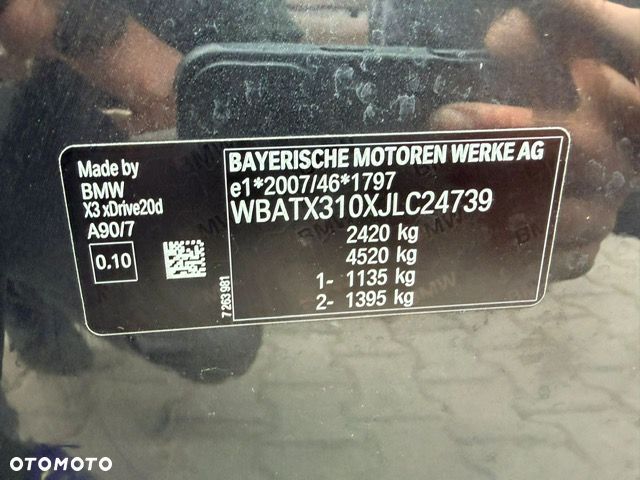 Made by
BMW
X3 xDrive20d
A90/7
0.10
7 263 981
BAYERISCHE MOTOREN WERKE AG
e1*2007/46*1797
WBATX310XJLC24739
2420 kg
4520 kg
1- 1135 kg
2- 1395 kg
OTOMOTO